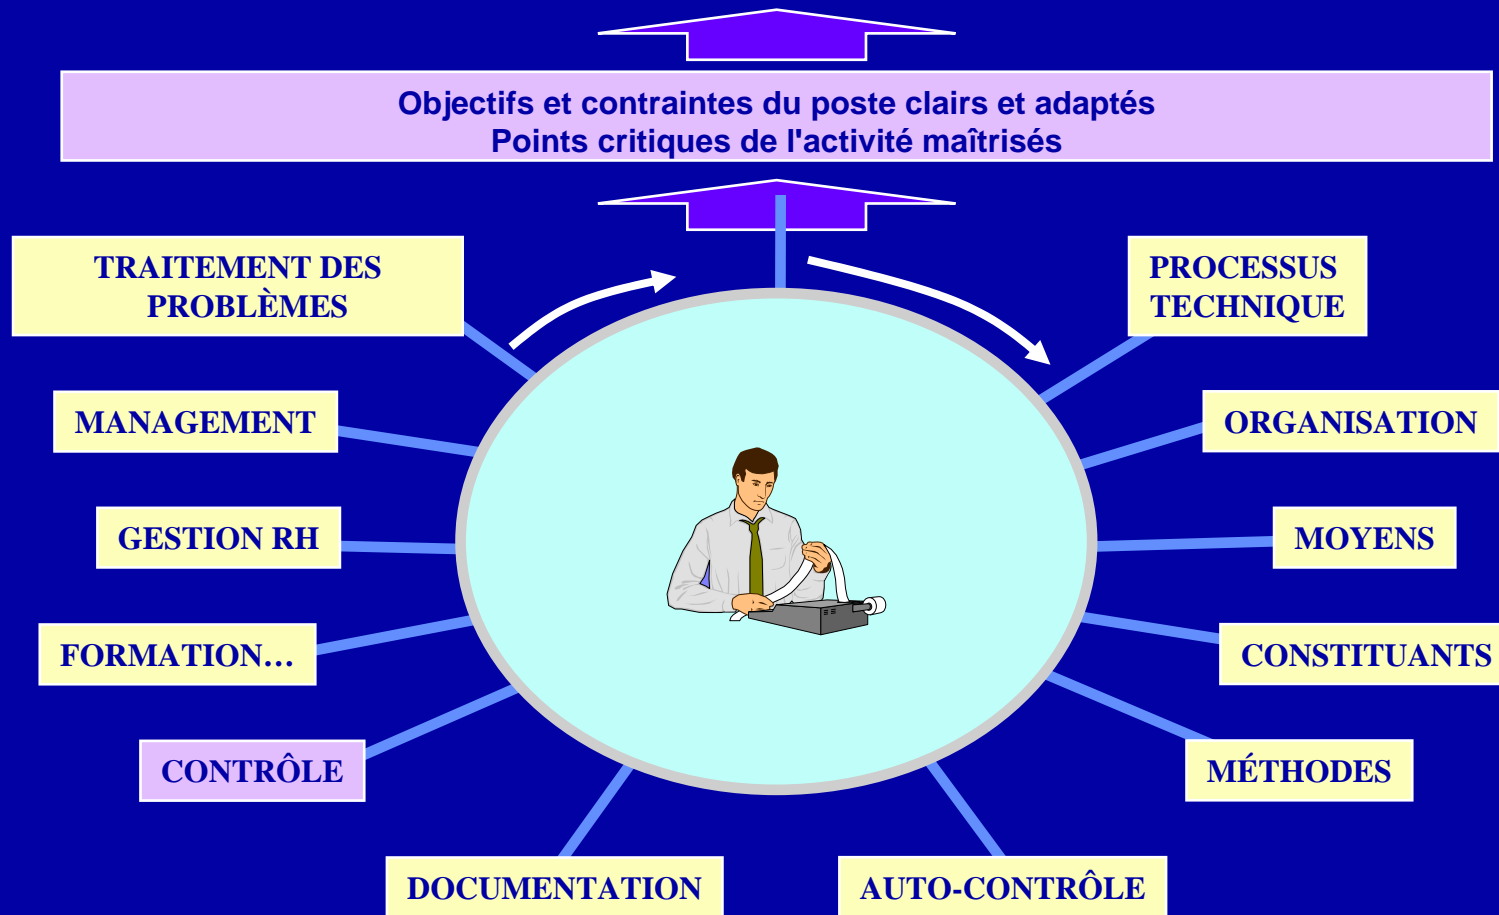 Objectifs et contraintes du poste clairs et adaptés
Points critiques de l'activité maîtrisés
TRAITEMENT DES
PROBLÈMES
PROCESSUS
TECHNIQUE
MANAGEMENT
ORGANISATION
GESTION RH
MOYENS
FORMATION…
CONSTITUANTS
CONTRÔLE
MÉTHODES
DOCUMENTATION
AUTO-CONTRÔLE